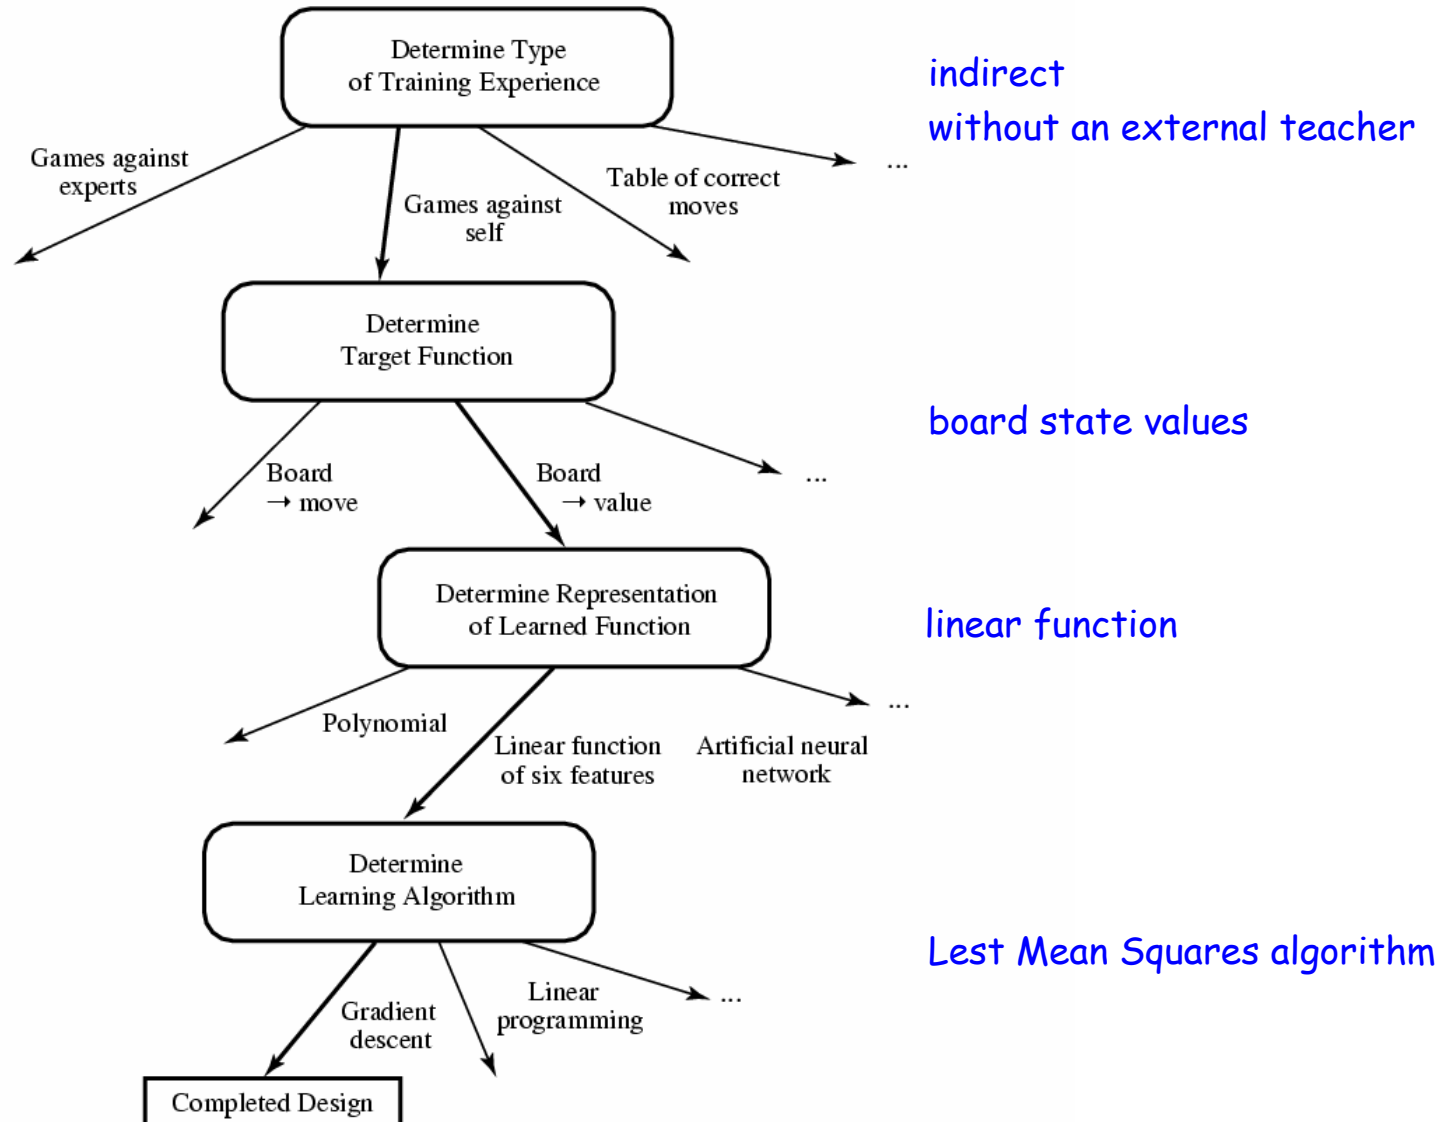 Determine Type
of Training Experience
indirect
without an external teacher
Games against
experts
Games against
self
Table of correct
moves
...
Determine
Target Function
board state values
Board
→ move
Board
→ value
...
Determine Representation
of Learned Function
linear function
Polynomial
Linear function
of six features
Artificial neural
network
...
Determine
Learning Algorithm
Lest Mean Squares algorithm
Gradient
descent
Linear
programming
...
Completed Design